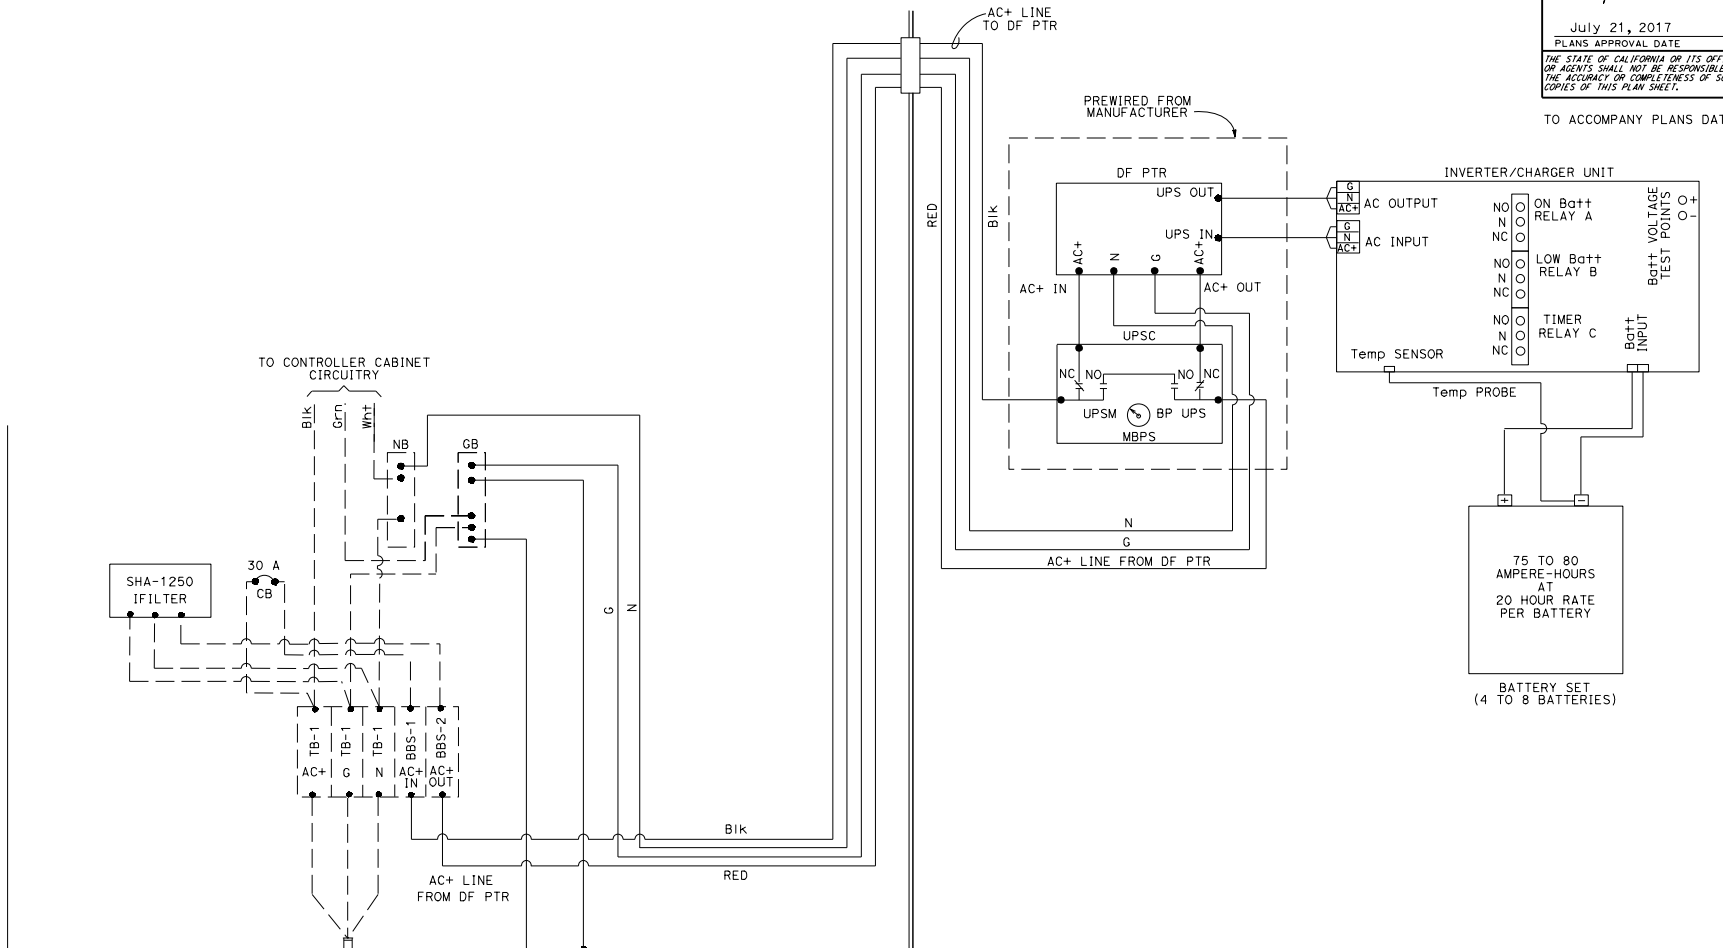 AC+ LINE
TO DF PTR
July 21, 2017
PLANS APPROVAL DATE
THE STATE OF CALIFORNIA OR ITS OFF
OR AGENTS SHALL NOT BE RESPONSIBLE
THE ACCURACY OR COMPLETENESS OF S
COPIES OF THIS PLAN SHEET.
TO ACCOMPANY PLANS DAT
PREWIRED FROM
MANUFACTURER
DF PTR
UPS OUT
UPS IN
AC+
N
G
AC+
AC+ IN
AC+ OUT
UPSC
NC
NO
NO
NC
UPSM
BP UPS
MBPS
RED
Blk
N
G
AC+ LINE FROM DF PTR
INVERTER/CHARGER UNIT
G
N
AC+
AC OUTPUT
G
N
AC+
AC INPUT
NO
N
NC
ON Batt
RELAY A
NO
N
NC
LOW Batt
RELAY B
NO
N
NC
TIMER
RELAY C
Batt VOLTAGE
TEST POINTS
+
-
Batt
INPUT
Temp SENSOR
Temp PROBE
+
-
75 TO 80
AMPERE-HOURS
AT
20 HOUR RATE
PER BATTERY
BATTERY SET
(4 TO 8 BATTERIES)
TO CONTROLLER CABINET
CIRCUITRY
Blk
Grn
Wht
NB
GB
30 A
CB
SHA-1250
IFILTER
G
N
TB-1
AC+
TB-1
G
TB-1
N
BBS-1
AC+
IN
BBS-2
AC+
OUT
Blk
RED
AC+ LINE
FROM DF PTR